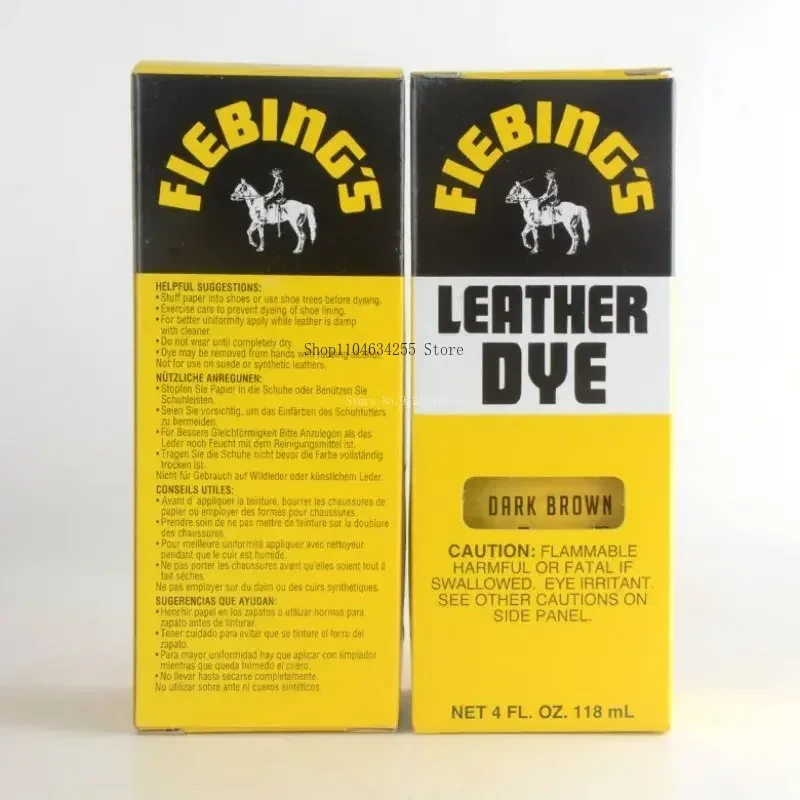 FIEBING'S
HELPFUL SUGGESTIONS:
• Stuff paper into shoes or use shoe trees before dyeing.
• Exercise care to prevent dyeing of shoe lining.
• For better uniformity apply while leather is damp
with cleaner.
• Do not wear until completely dry.
• Dye may be removed from hands with rubbing alcohol.
Not for use on suede or synthetic leathers.
NÜTZLICHE ANREGUNEN:
• Stopfen Sie Papier in die Schuhe oder Benützen Sie
Schuhleisten.
• Seien Sie vorsichtig, um das Einfärben des Schuhfutters
zu bermeiden.
• Für Bessere Gleichförmigkeit Bitte Anzulegon als das
Leder noch Feucht mit dem Reinigungsmittel ist.
• Tragen Sie die Schuhe nicht bevor die Farbe vollständig
trocken ist.
Nicht für Gebrauch auf Wildleder oder künstlichem Leder.
CONSEILS UTILES:
• Avant d' appliquer la teinture, bourrer les chaussures de
papier ou employer des formes pour chaussures.
• Prendre soin de ne pas mettre de teinture sur la doublure
des chaussures.
• Pour meilleure uniformité appliquez avec nettoyeur
pendant que le cuir est humide.
• Ne pas porter les chaussures avant qu'elles soient tout à
fait sèches.
Ne pas employer sur du daim ou des cuirs synthetiques.
SUGERENCIAS QUE AYUDAN:
• Henchir papel en los zapatos o utilizar hormas para
zapato antes de tinturar.
• Tener cuidado para evitar que se tinture el forzo del
zapato.
• Para mayor uniformidad hay que aplicar con limpiador
mientras que queda humedo el cuero.
• No llevar hasta secarse completamente.
No utilizar sobre ante ni cueros sintéticos.
FIEBING'S
LEATHER
DYE
DARK BROWN
CAUTION: FLAMMABLE
HARMFUL OR FATAL IF
SWALLOWED. EYE IRRITANT.
SEE OTHER CAUTIONS ON
SIDE PANEL.
NET 4 FL. OZ. 118 mL
Shop1104634255 Store
Store No.